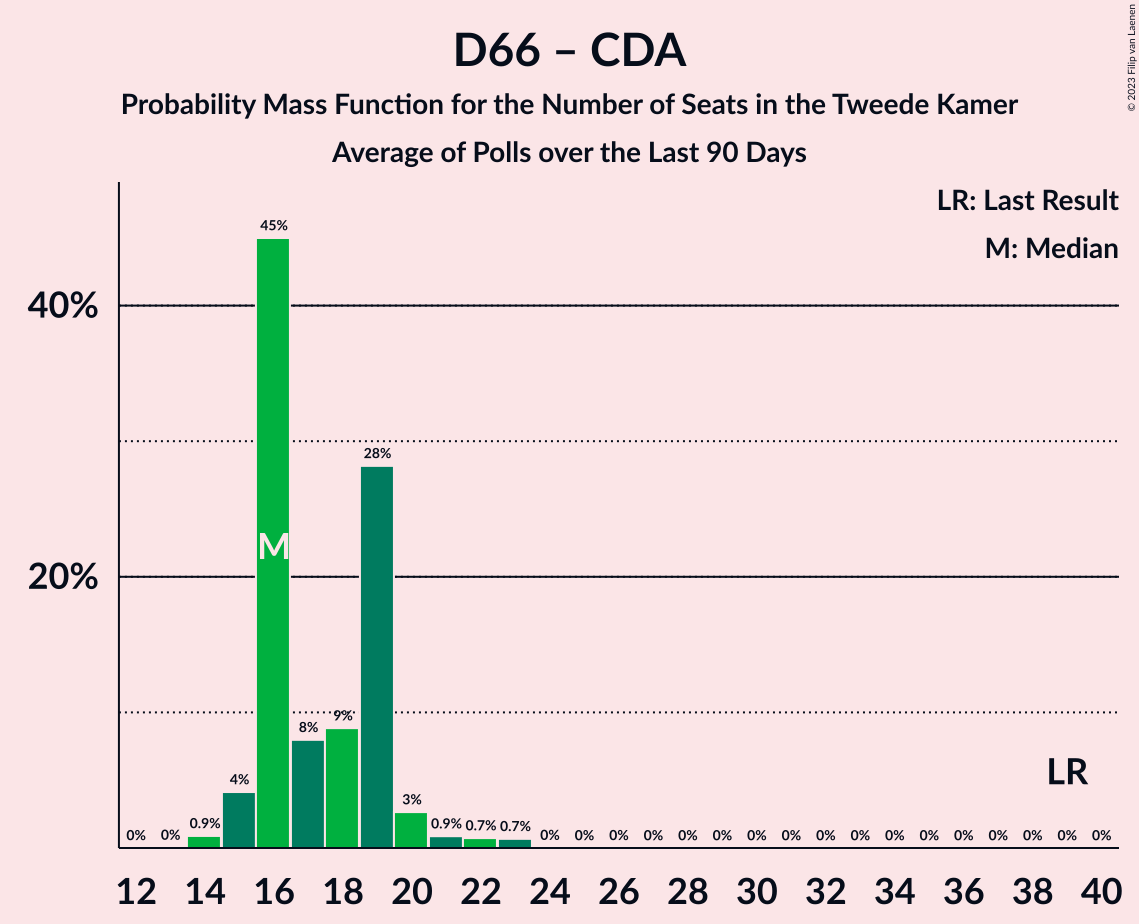 D66 – CDA
Probability Mass Function for the Number of Seats in the Tweede Kamer
Average of Polls over the Last 90 Days
© 2023 Filip van Laenen
LR: Last Result
M: Median
40%
20%
0% 0% 0.9% 4% 45% 8% 9% 28% 3% 0.9% 0.7% 0.7% 0% 0% 0% 0% 0% 0% 0% 0% 0% 0% 0% 0% 0% 0% 0% 0% 0%
M
LR
12 14 16 18 20 22 24 26 28 30 32 34 36 38 40